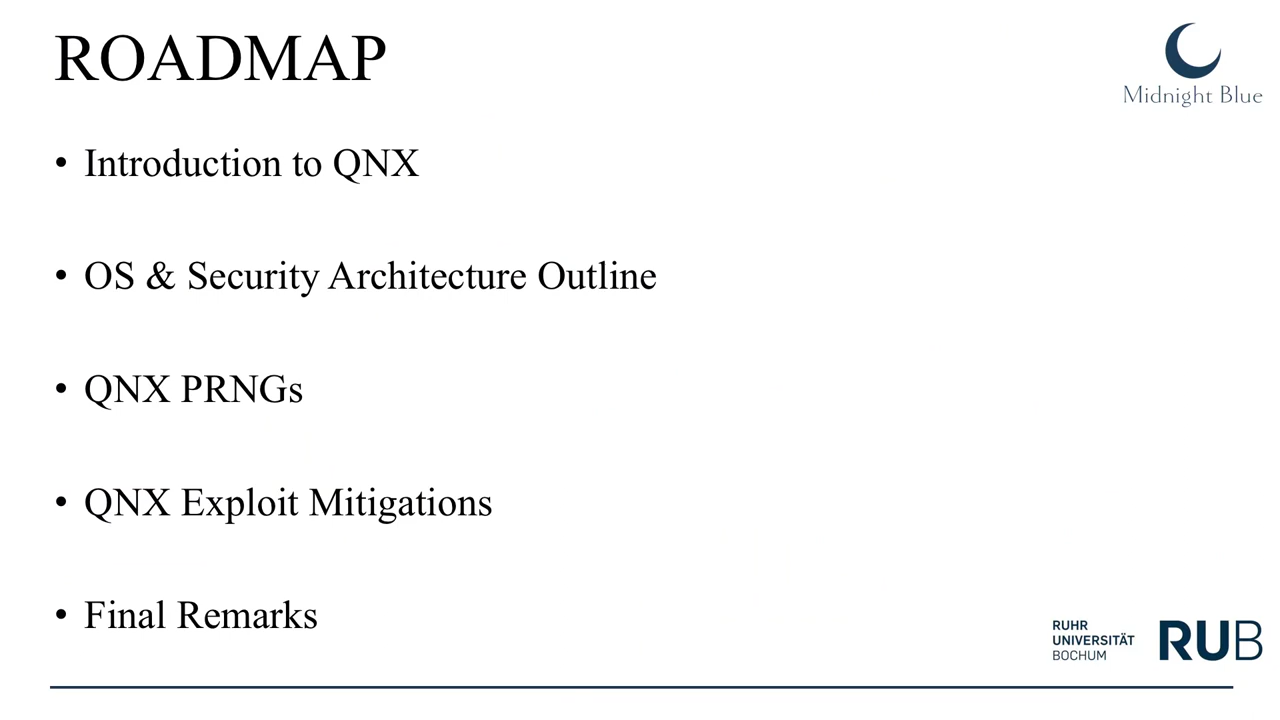 ROADMAP
Midnight Blue
• Introduction to QNX
• OS & Security Architecture Outline
• QNX PRNGs
• QNX Exploit Mitigations
• Final Remarks
RUHR
UNIVERSITÄT
BOCHUM
RUB